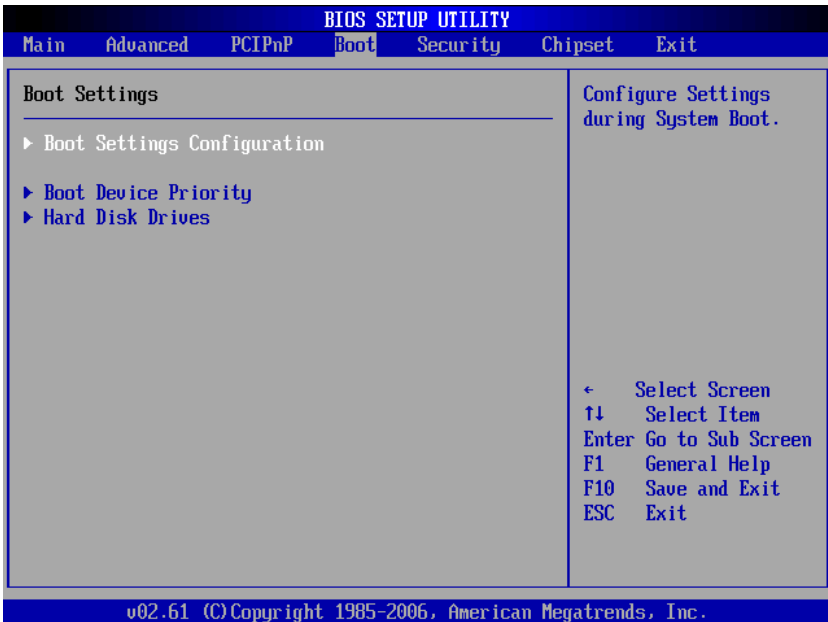 BIOS SETUP UTILITY
Main Advanced PCIPnP Boot Security Chipset Exit
Boot Settings
▶ Boot Settings Configuration
▶ Boot Device Priority
▶ Hard Disk Drives
Configure Settings
during System Boot.
← Select Screen
↑↓ Select Item
Enter Go to Sub Screen
F1 General Help
F10 Save and Exit
ESC Exit
v02.61 (C)Copyright 1985-2006, American Megatrends, Inc.